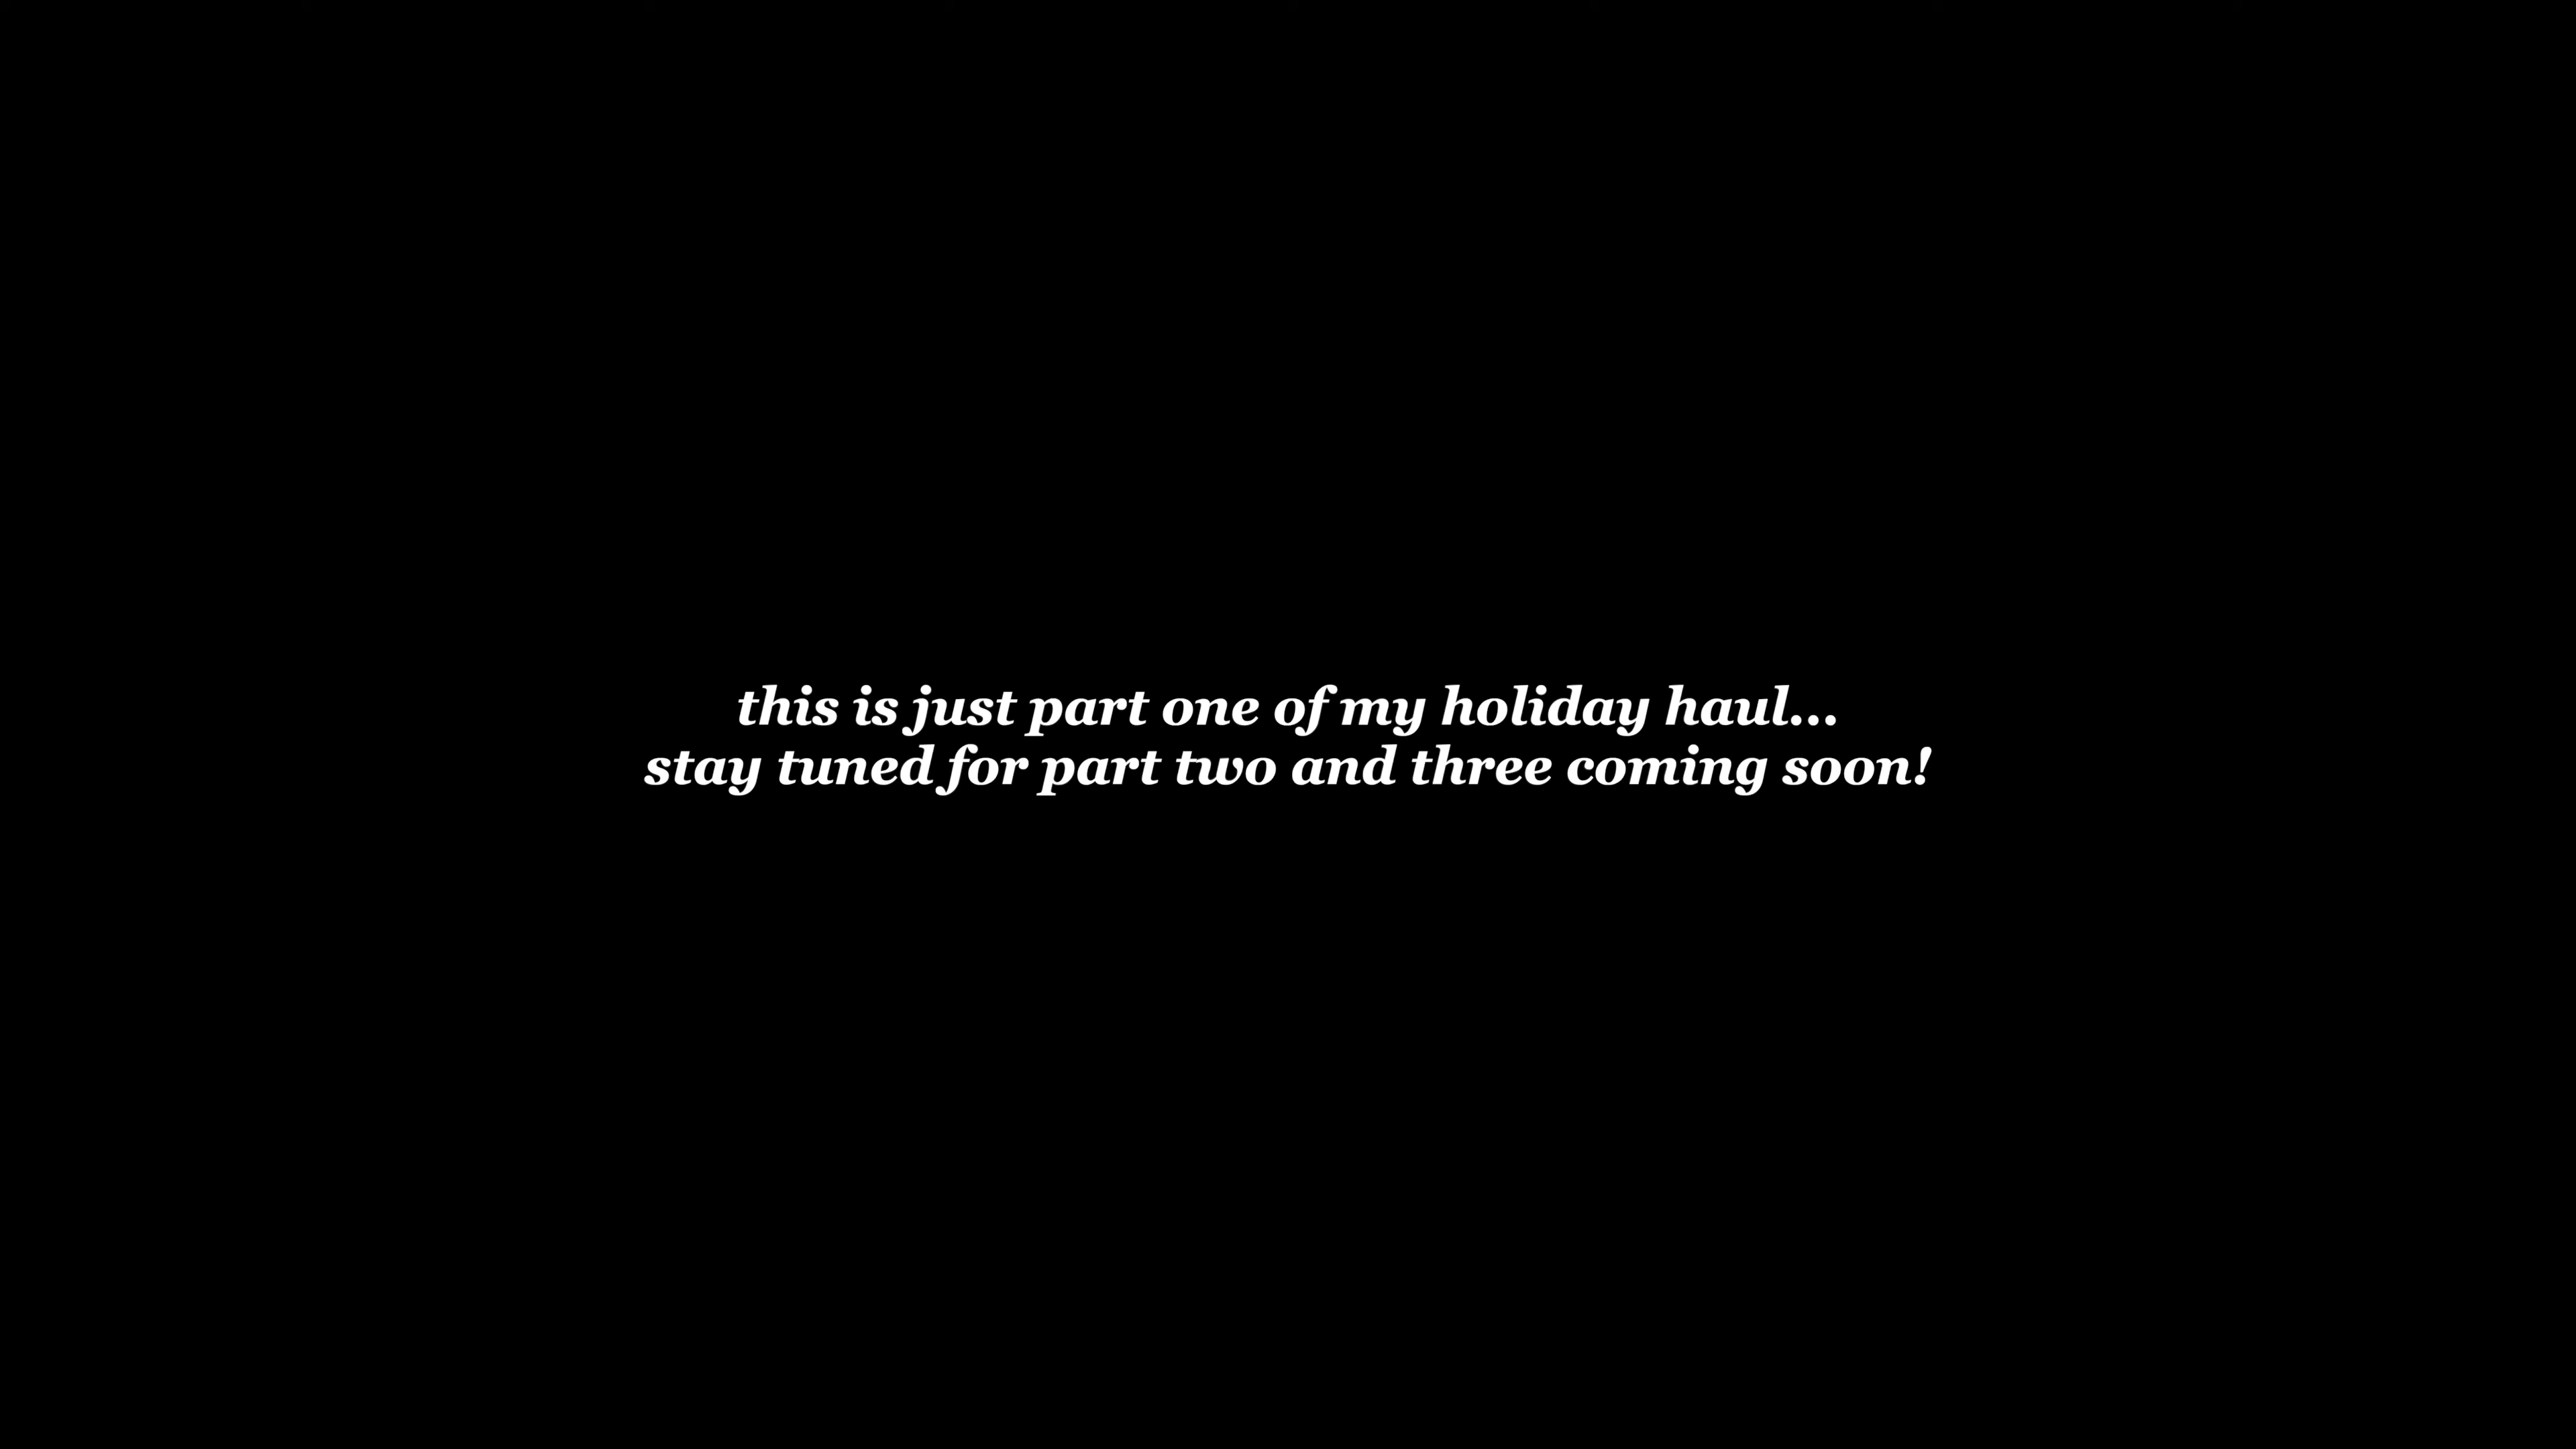 this is just part one of my holiday haul...
stay tuned for part two and three coming soon!